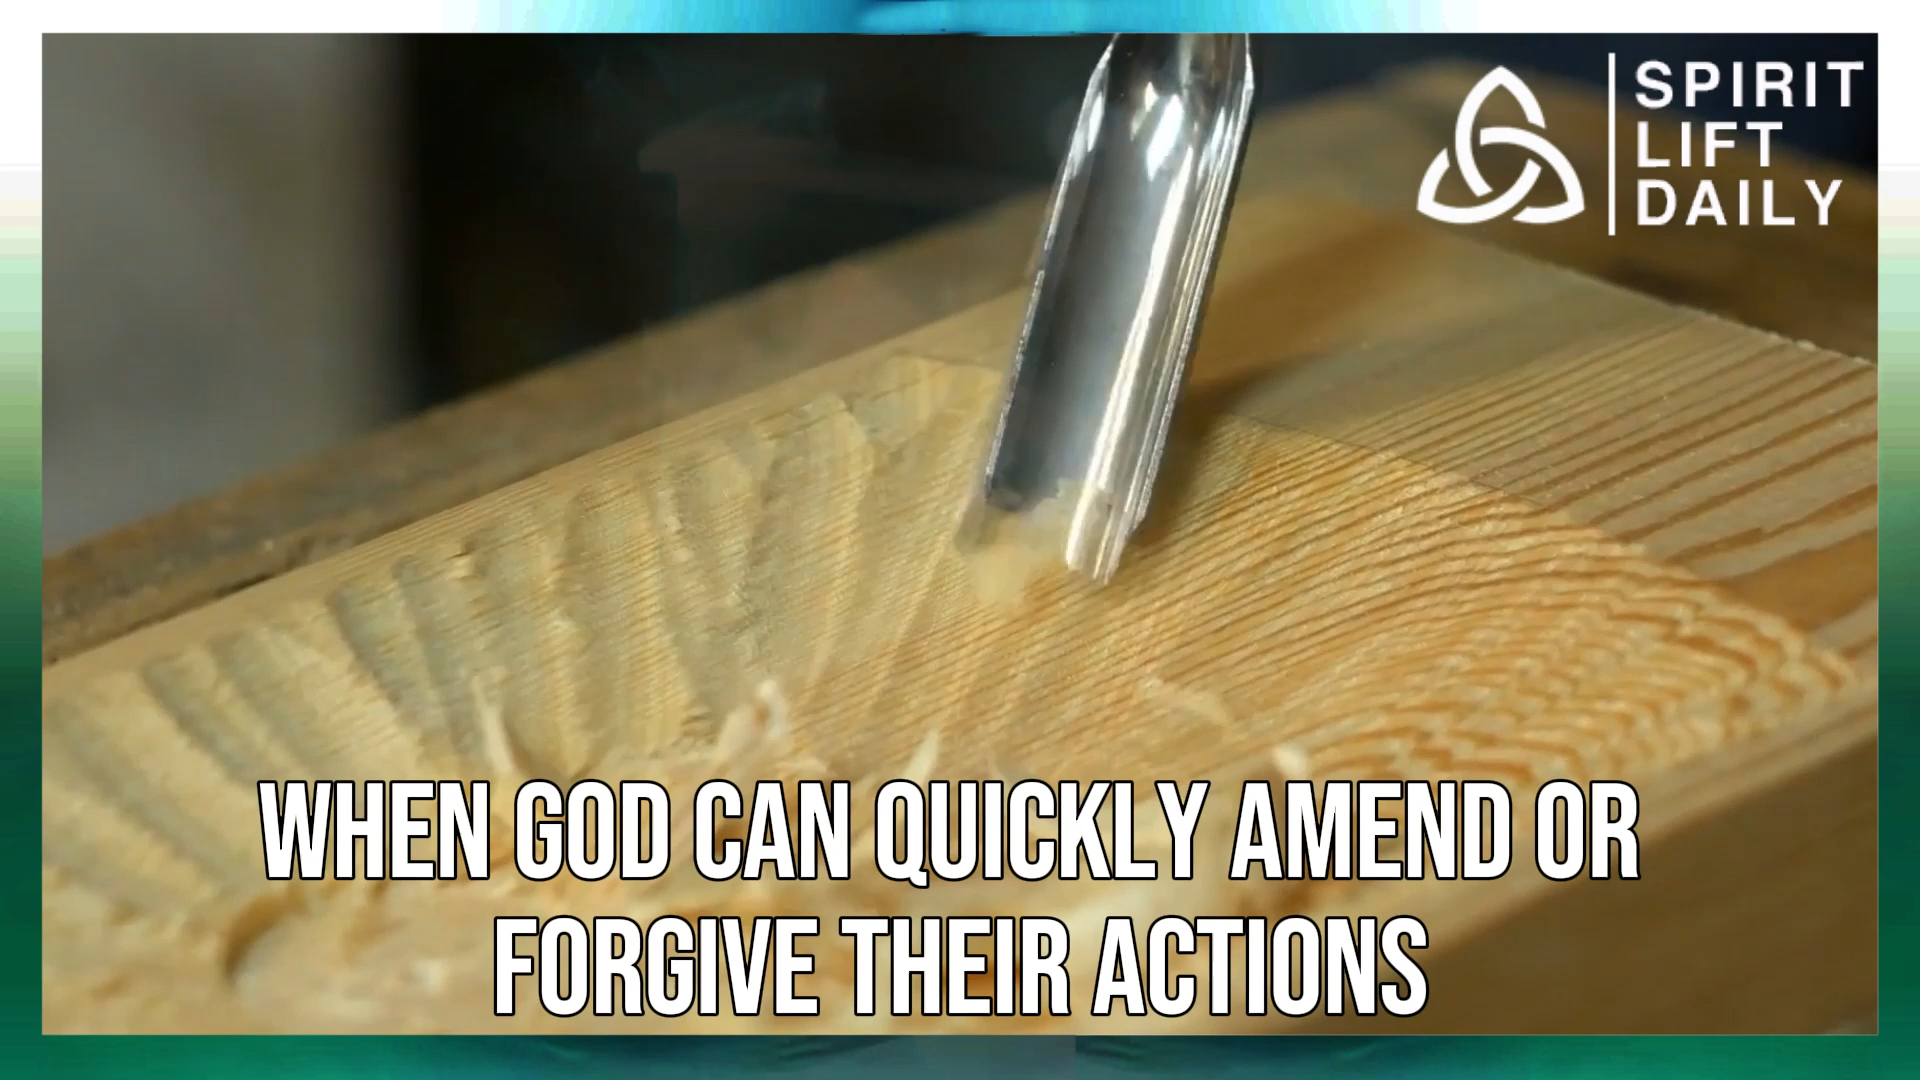 SPIRIT
LIFT
DAILY
WHEN GOD CAN QUICKLY AMEND OR
FORGIVE THEIR ACTIONS